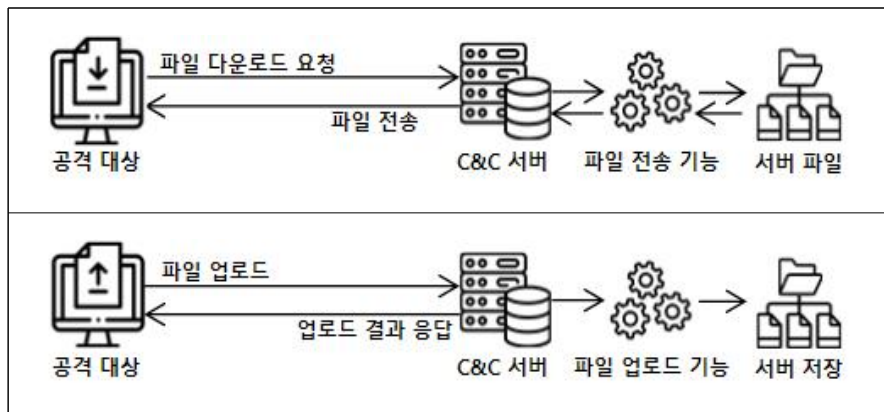 파일 다운로드 요청
파일 전송
공격 대상
C&C 서버
파일 전송 기능
서버 파일
파일 업로드
업로드 결과 응답
공격 대상
C&C 서버
파일 업로드 기능
서버 저장